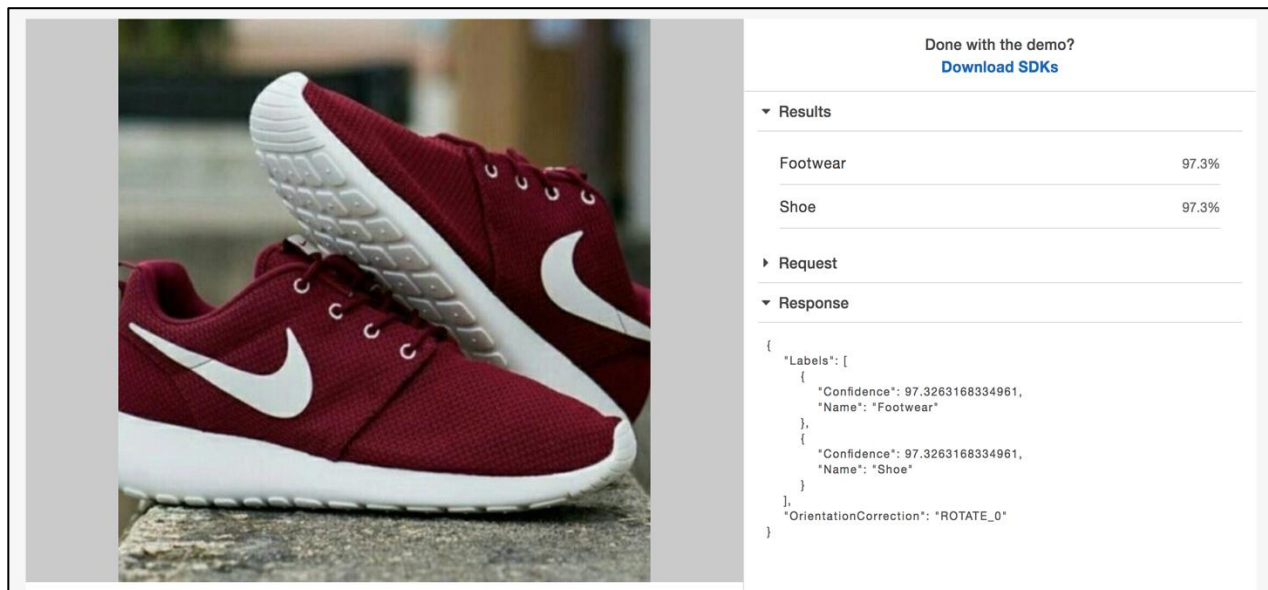 Done with the demo?
Download SDKs
Results
Footwear 97.3%
Shoe 97.3%
Request
Response
{
"Labels": [
{
"Confidence": 97.3263168334961,
"Name": "Footwear"
},
{
"Confidence": 97.3263168334961,
"Name": "Shoe"
}
],
"OrientationCorrection": "ROTATE_0"
}